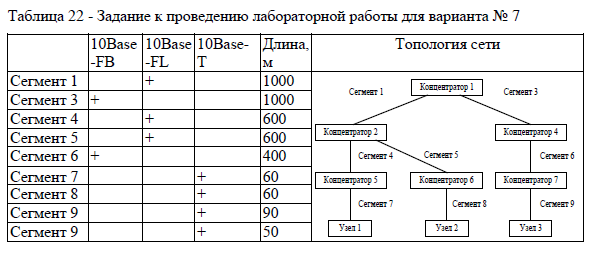 Таблица 22 - Задание к проведению лабораторной работы для варианта № 7
10Base-FB 10Base-FL 10Base-T Длина, м Топология сети
Сегмент 1 + 1000
Сегмент 3 + 1000
Сегмент 4 + 600
Сегмент 5 + 600
Сегмент 6 + 400
Сегмент 7 + 60
Сегмент 8 + 60
Сегмент 9 + 90
Сегмент 9 + 50
Концентратор 1
Сегмент 1 Сегмент 3
Концентратор 2 Концентратор 4
Сегмент 4 Сегмент 5 Сегмент 6
Концентратор 5 Концентратор 6 Концентратор 7
Сегмент 7 Сегмент 8 Сегмент 9
Узел 1 Узел 2 Узел 3